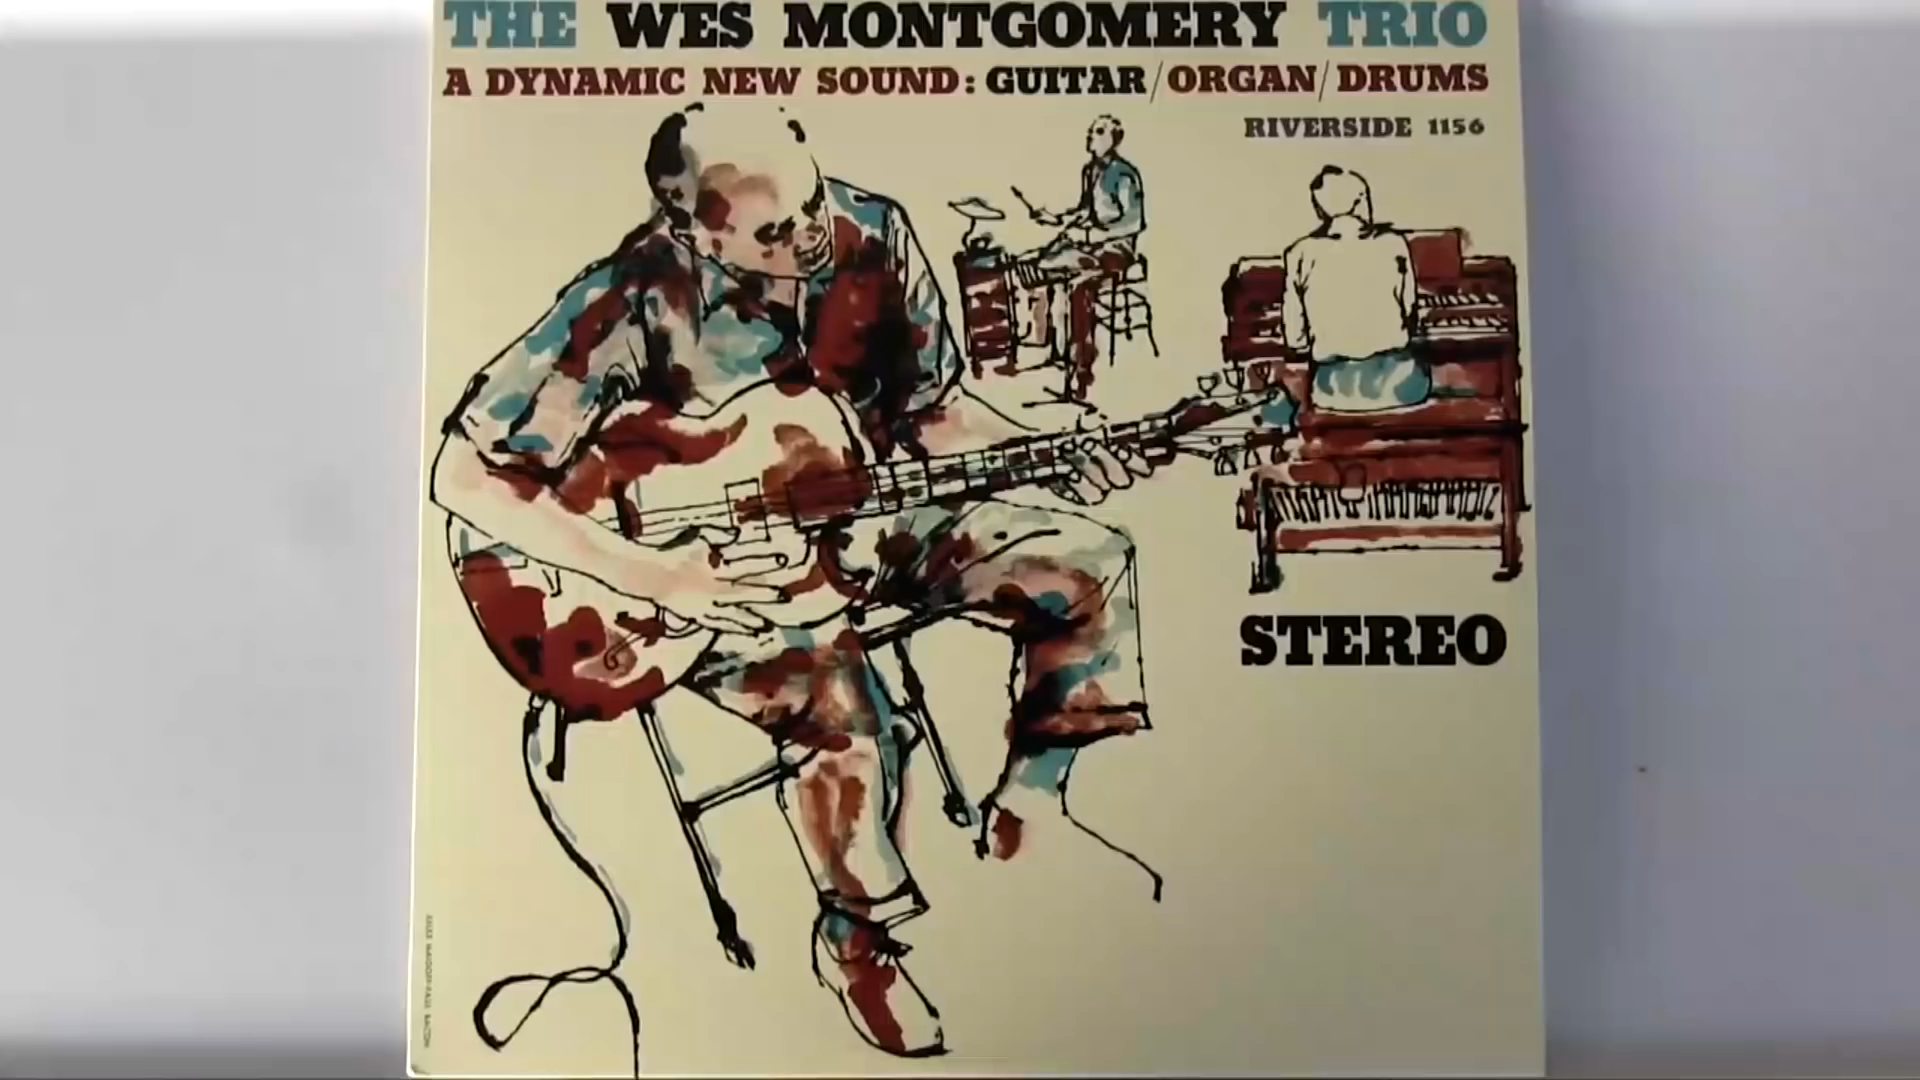 THE WES MONTGOMERY TRIO
A DYNAMIC NEW SOUND: GUITAR/ORGAN/DRUMS
RIVERSIDE 1156
STEREO